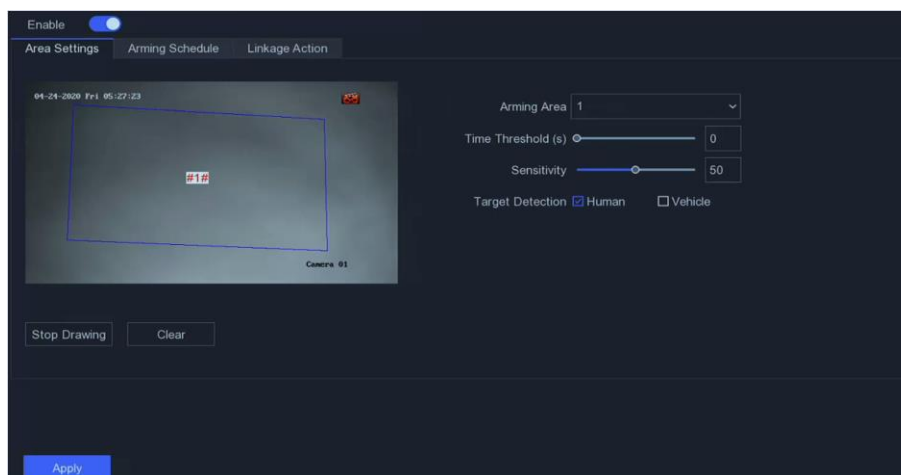 Enable
Area Settings Arming Schedule Linkage Action
04-24-2020 Fri 05:27:23
#1#
Camera 01
Arming Area 1
Time Threshold (s) 0
Sensitivity 50
Target Detection Human Vehicle
Stop Drawing Clear
Apply